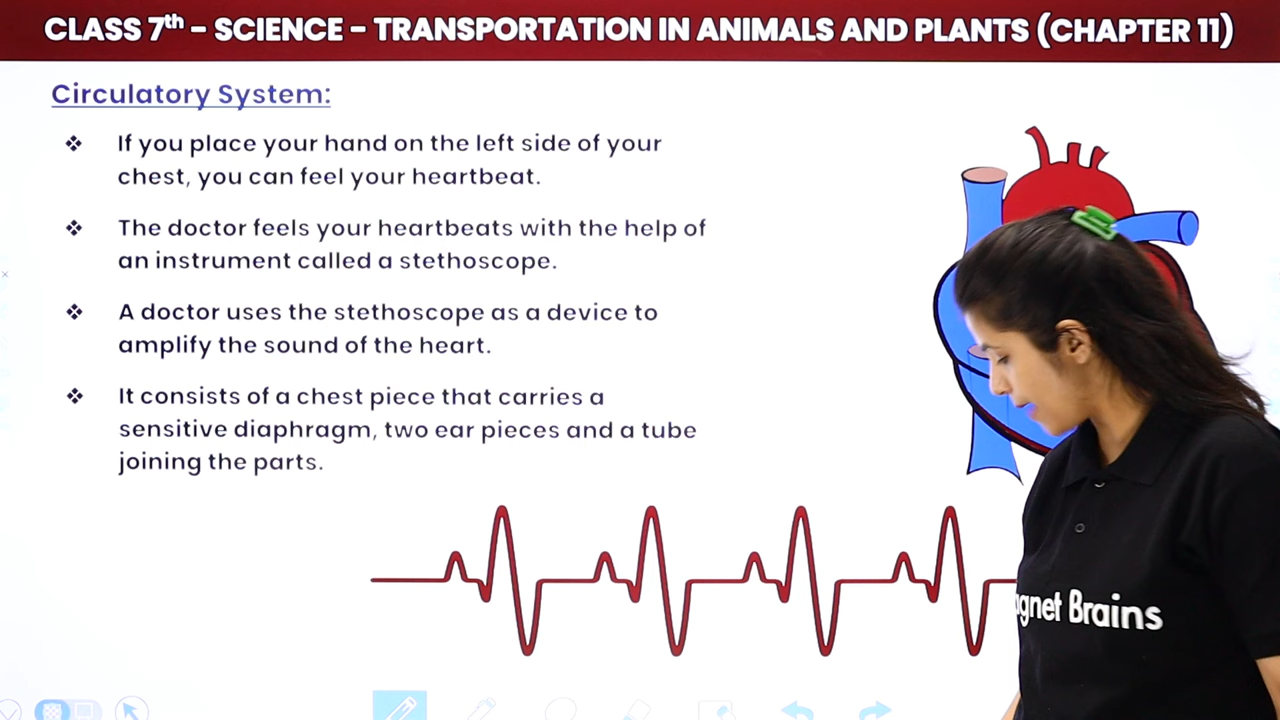 CLASS 7th – SCIENCE – TRANSPORTATION IN ANIMALS AND PLANTS (CHAPTER 11)
Circulatory System:
❖ If you place your hand on the left side of your
chest, you can feel your heartbeat.
❖ The doctor feels your heartbeats with the help of
an instrument called a stethoscope.
❖ A doctor uses the stethoscope as a device to
amplify the sound of the heart.
❖ It consists of a chest piece that carries a
sensitive diaphragm, two ear pieces and a tube
joining the parts.
agnet Brains